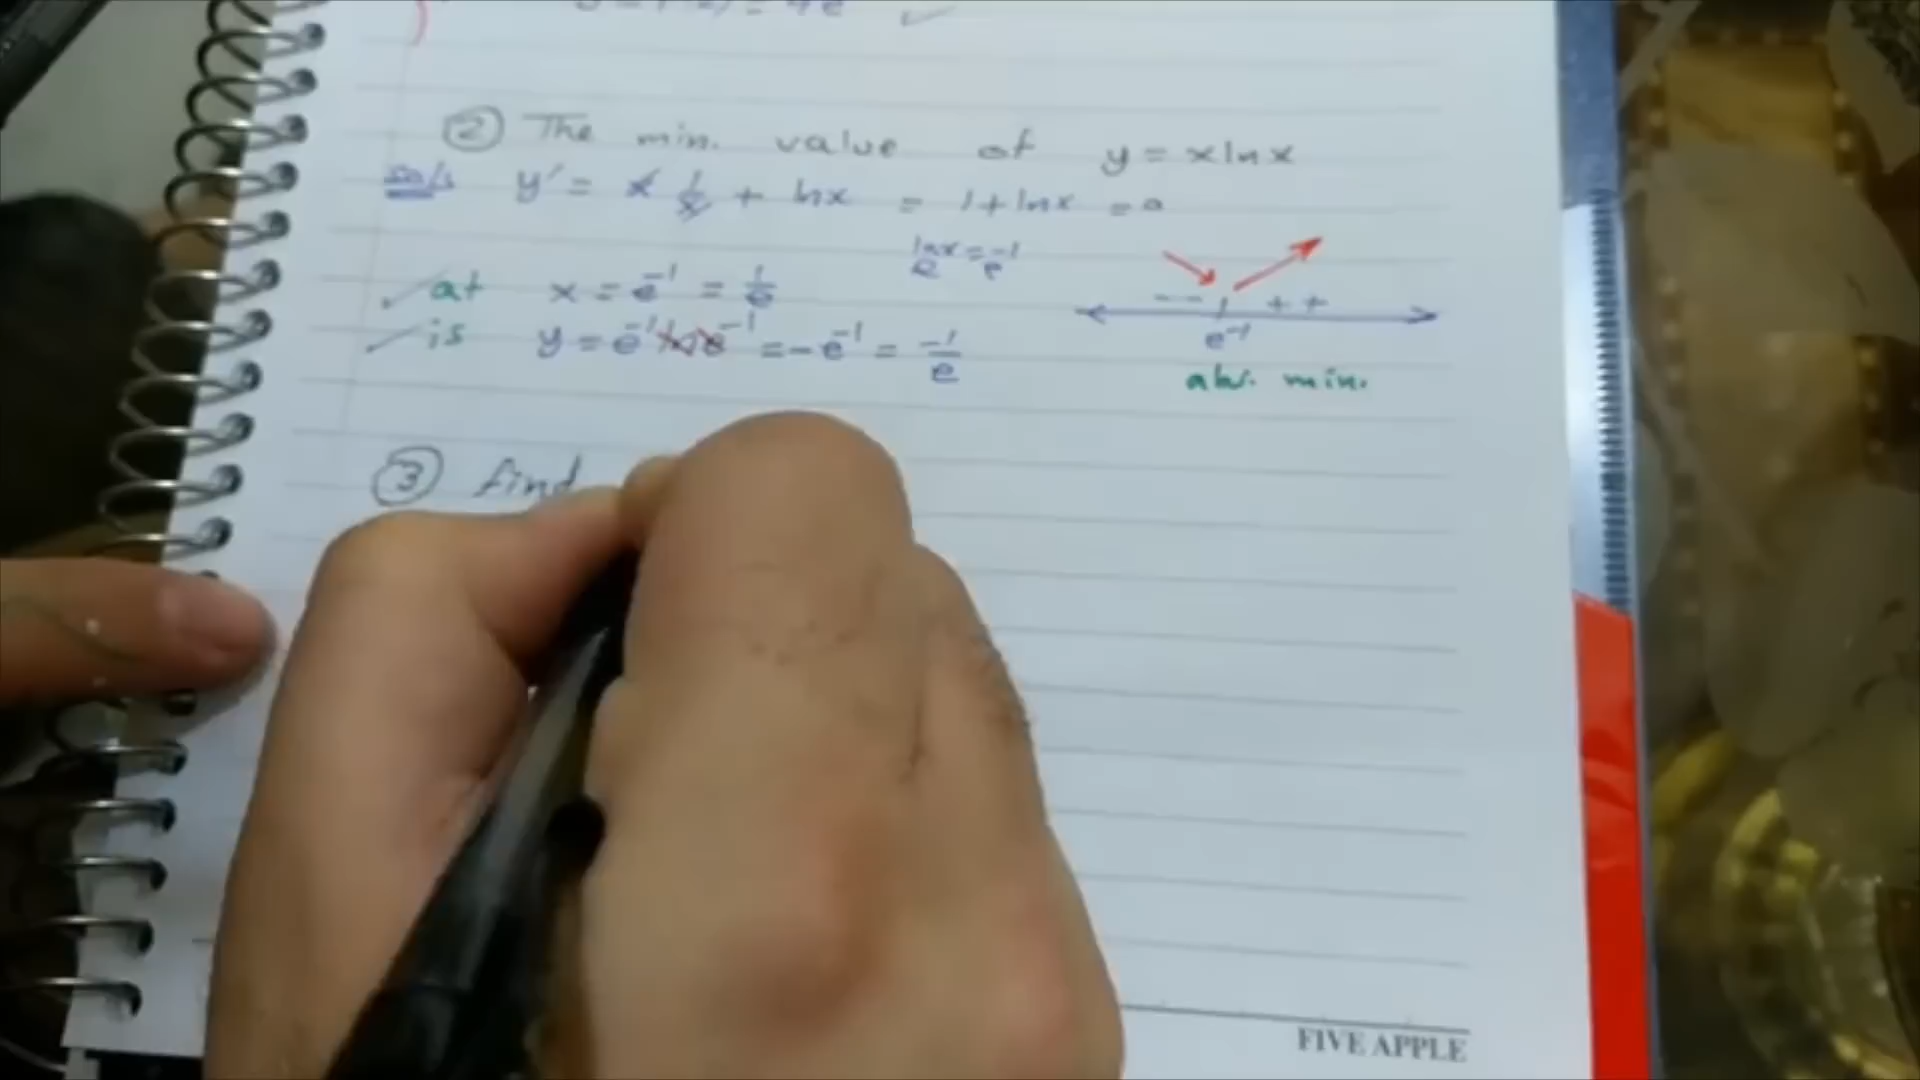 = 4e ✓
② The min. value of y = x ln x
sol: y′ = x 1/x + ln x = 1 + ln x = 0
e^ln x = e^-1
✓ at x = e^-1 = 1/e
-- ++
✓ is y = e^-1 ln e^-1 = -e^-1 = -1/e
e^-1
abs. min.
③ find
FIVE APPLE